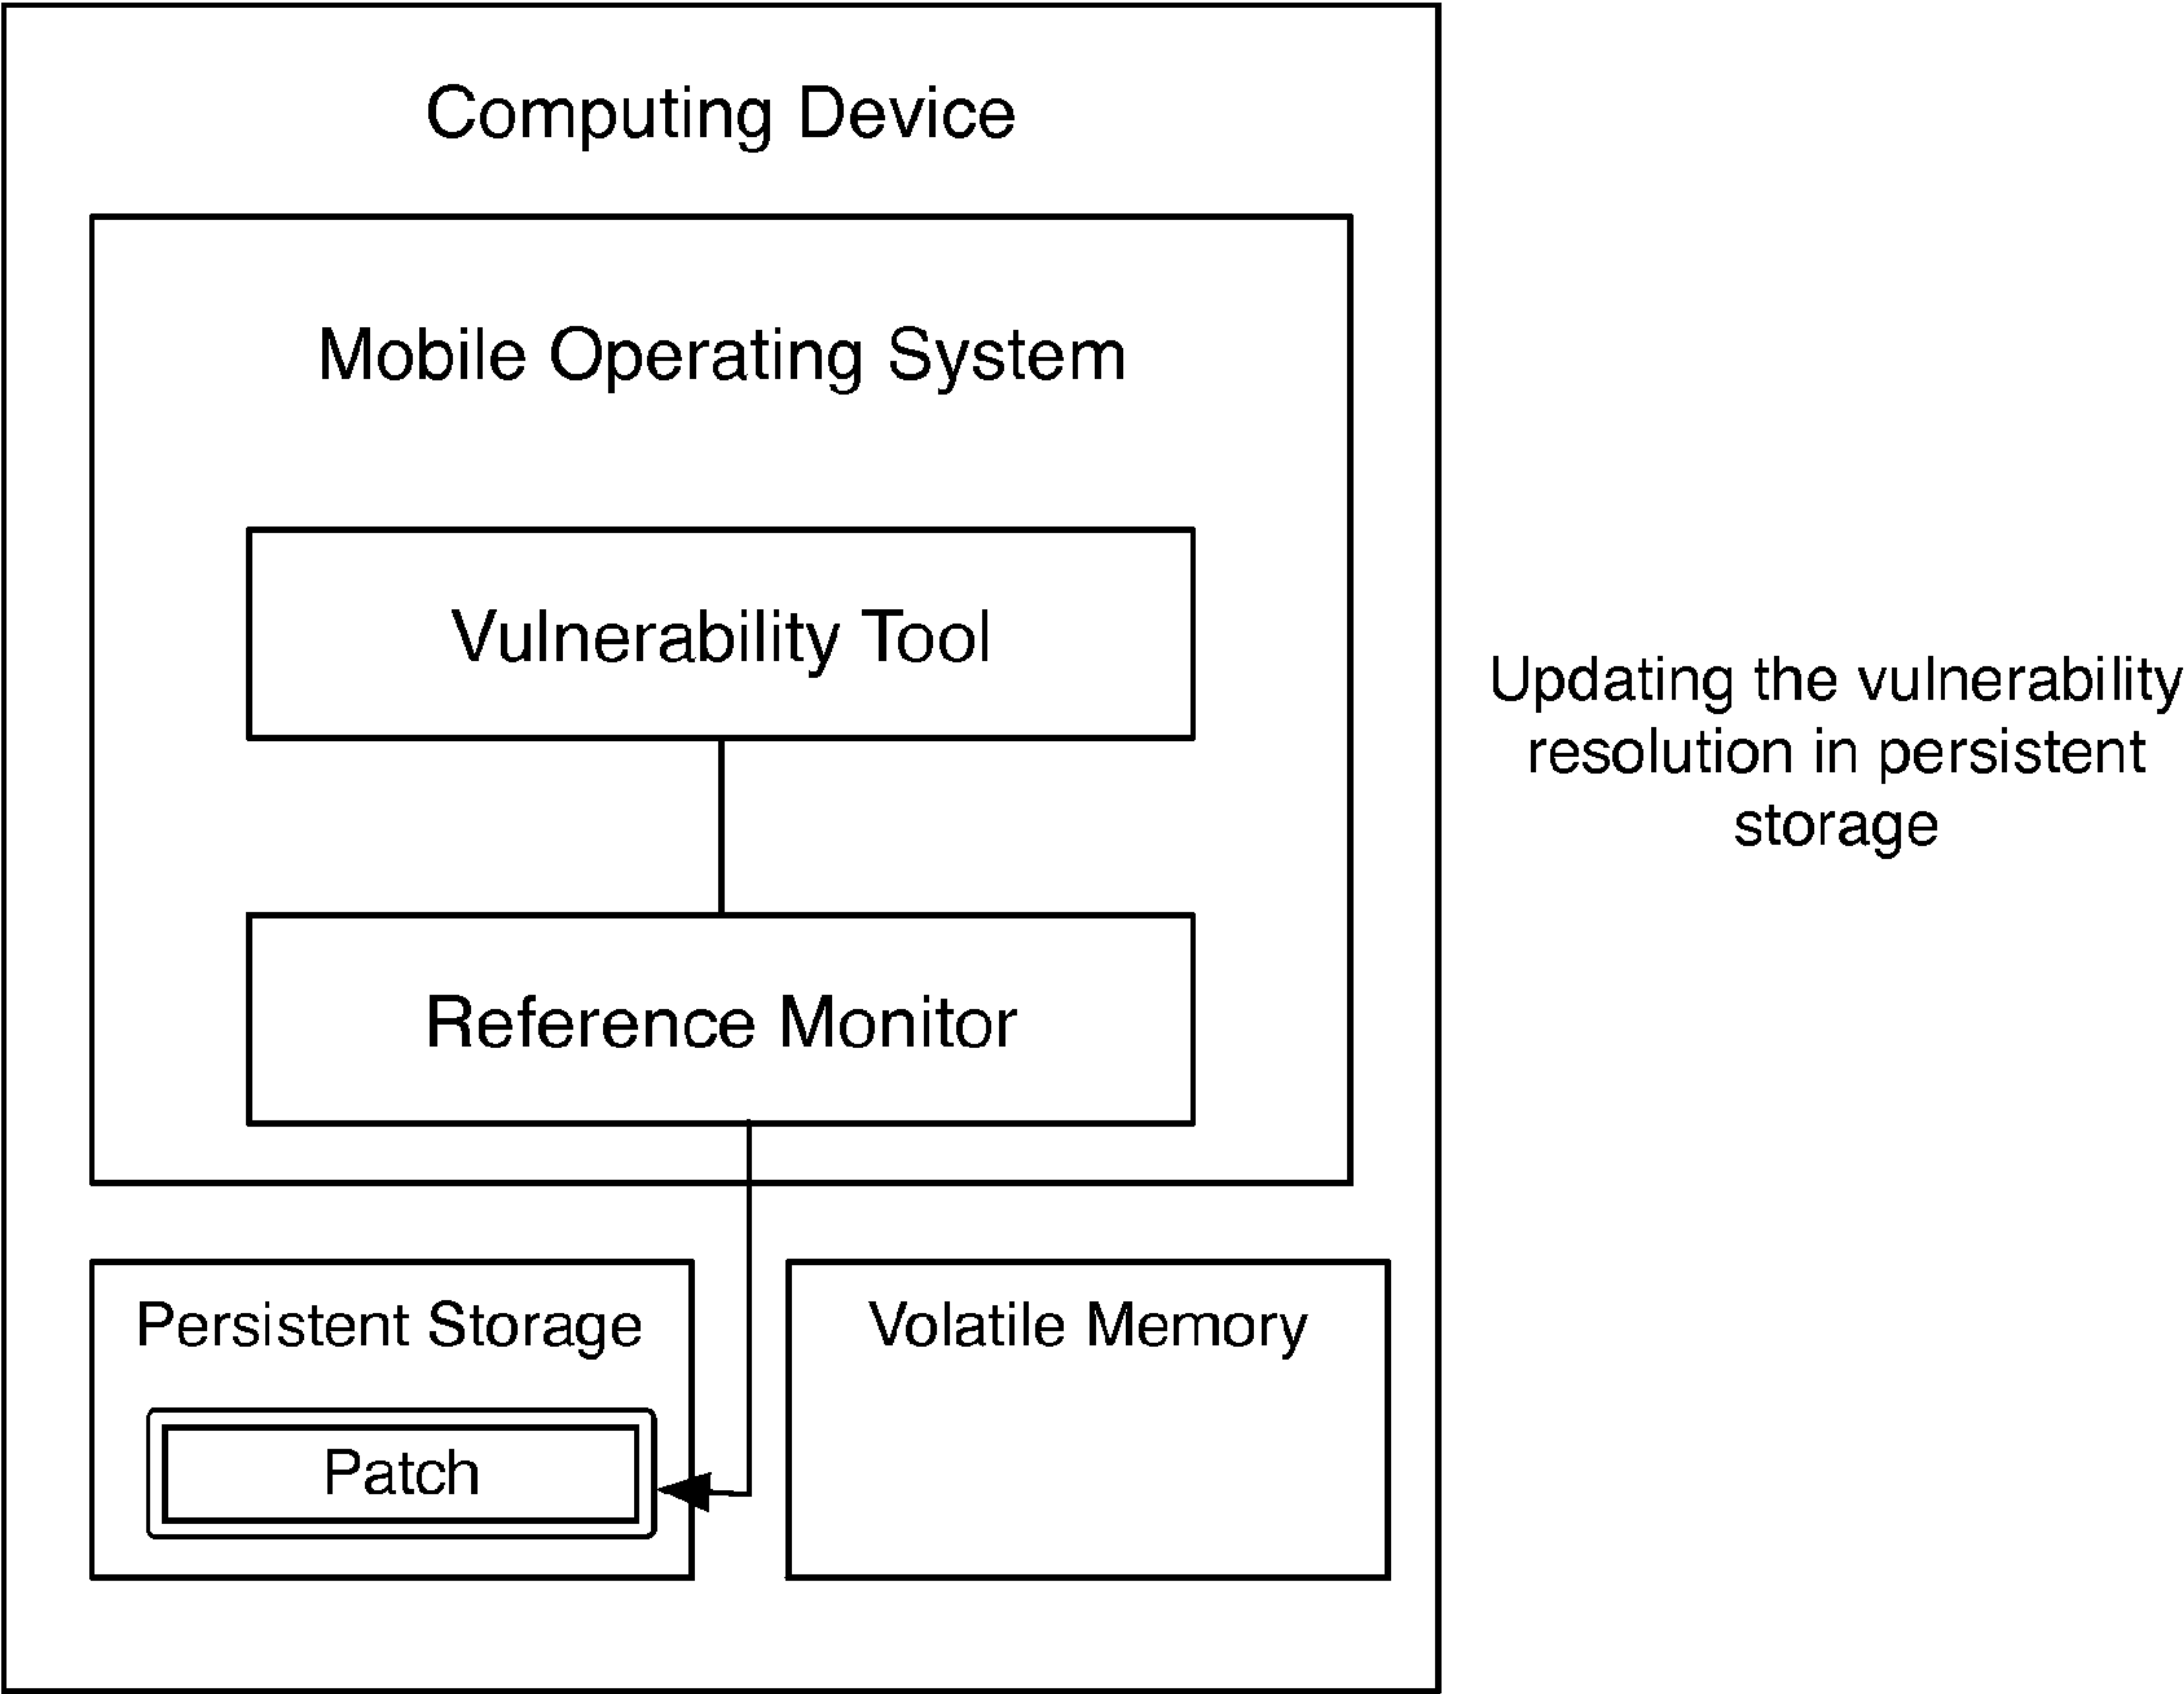 Computing Device
Mobile Operating System
Vulnerability Tool
Reference Monitor
Persistent Storage
Patch
Volatile Memory
Updating the vulnerability
resolution in persistent
storage